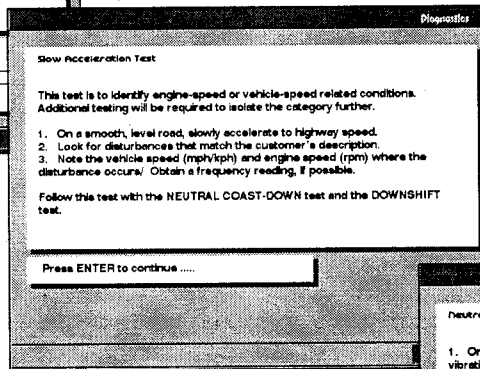 Diagnostics
Slow Acceleration Test
This test is to identify engine-speed or vehicle-speed related conditions.
Additional testing will be required to isolate the category further.
1. On a smooth, level road, slowly accelerate to highway speed.
2. Look for disturbances that match the customer's description.
3. Note the vehicle speed (mph/kph) and engine speed (rpm) where the
disturbance occurs/ Obtain a frequency reading, if possible.
Follow this test with the NEUTRAL COAST-DOWN test and the DOWNSHIFT
test.
Press ENTER to continue .....
1. On